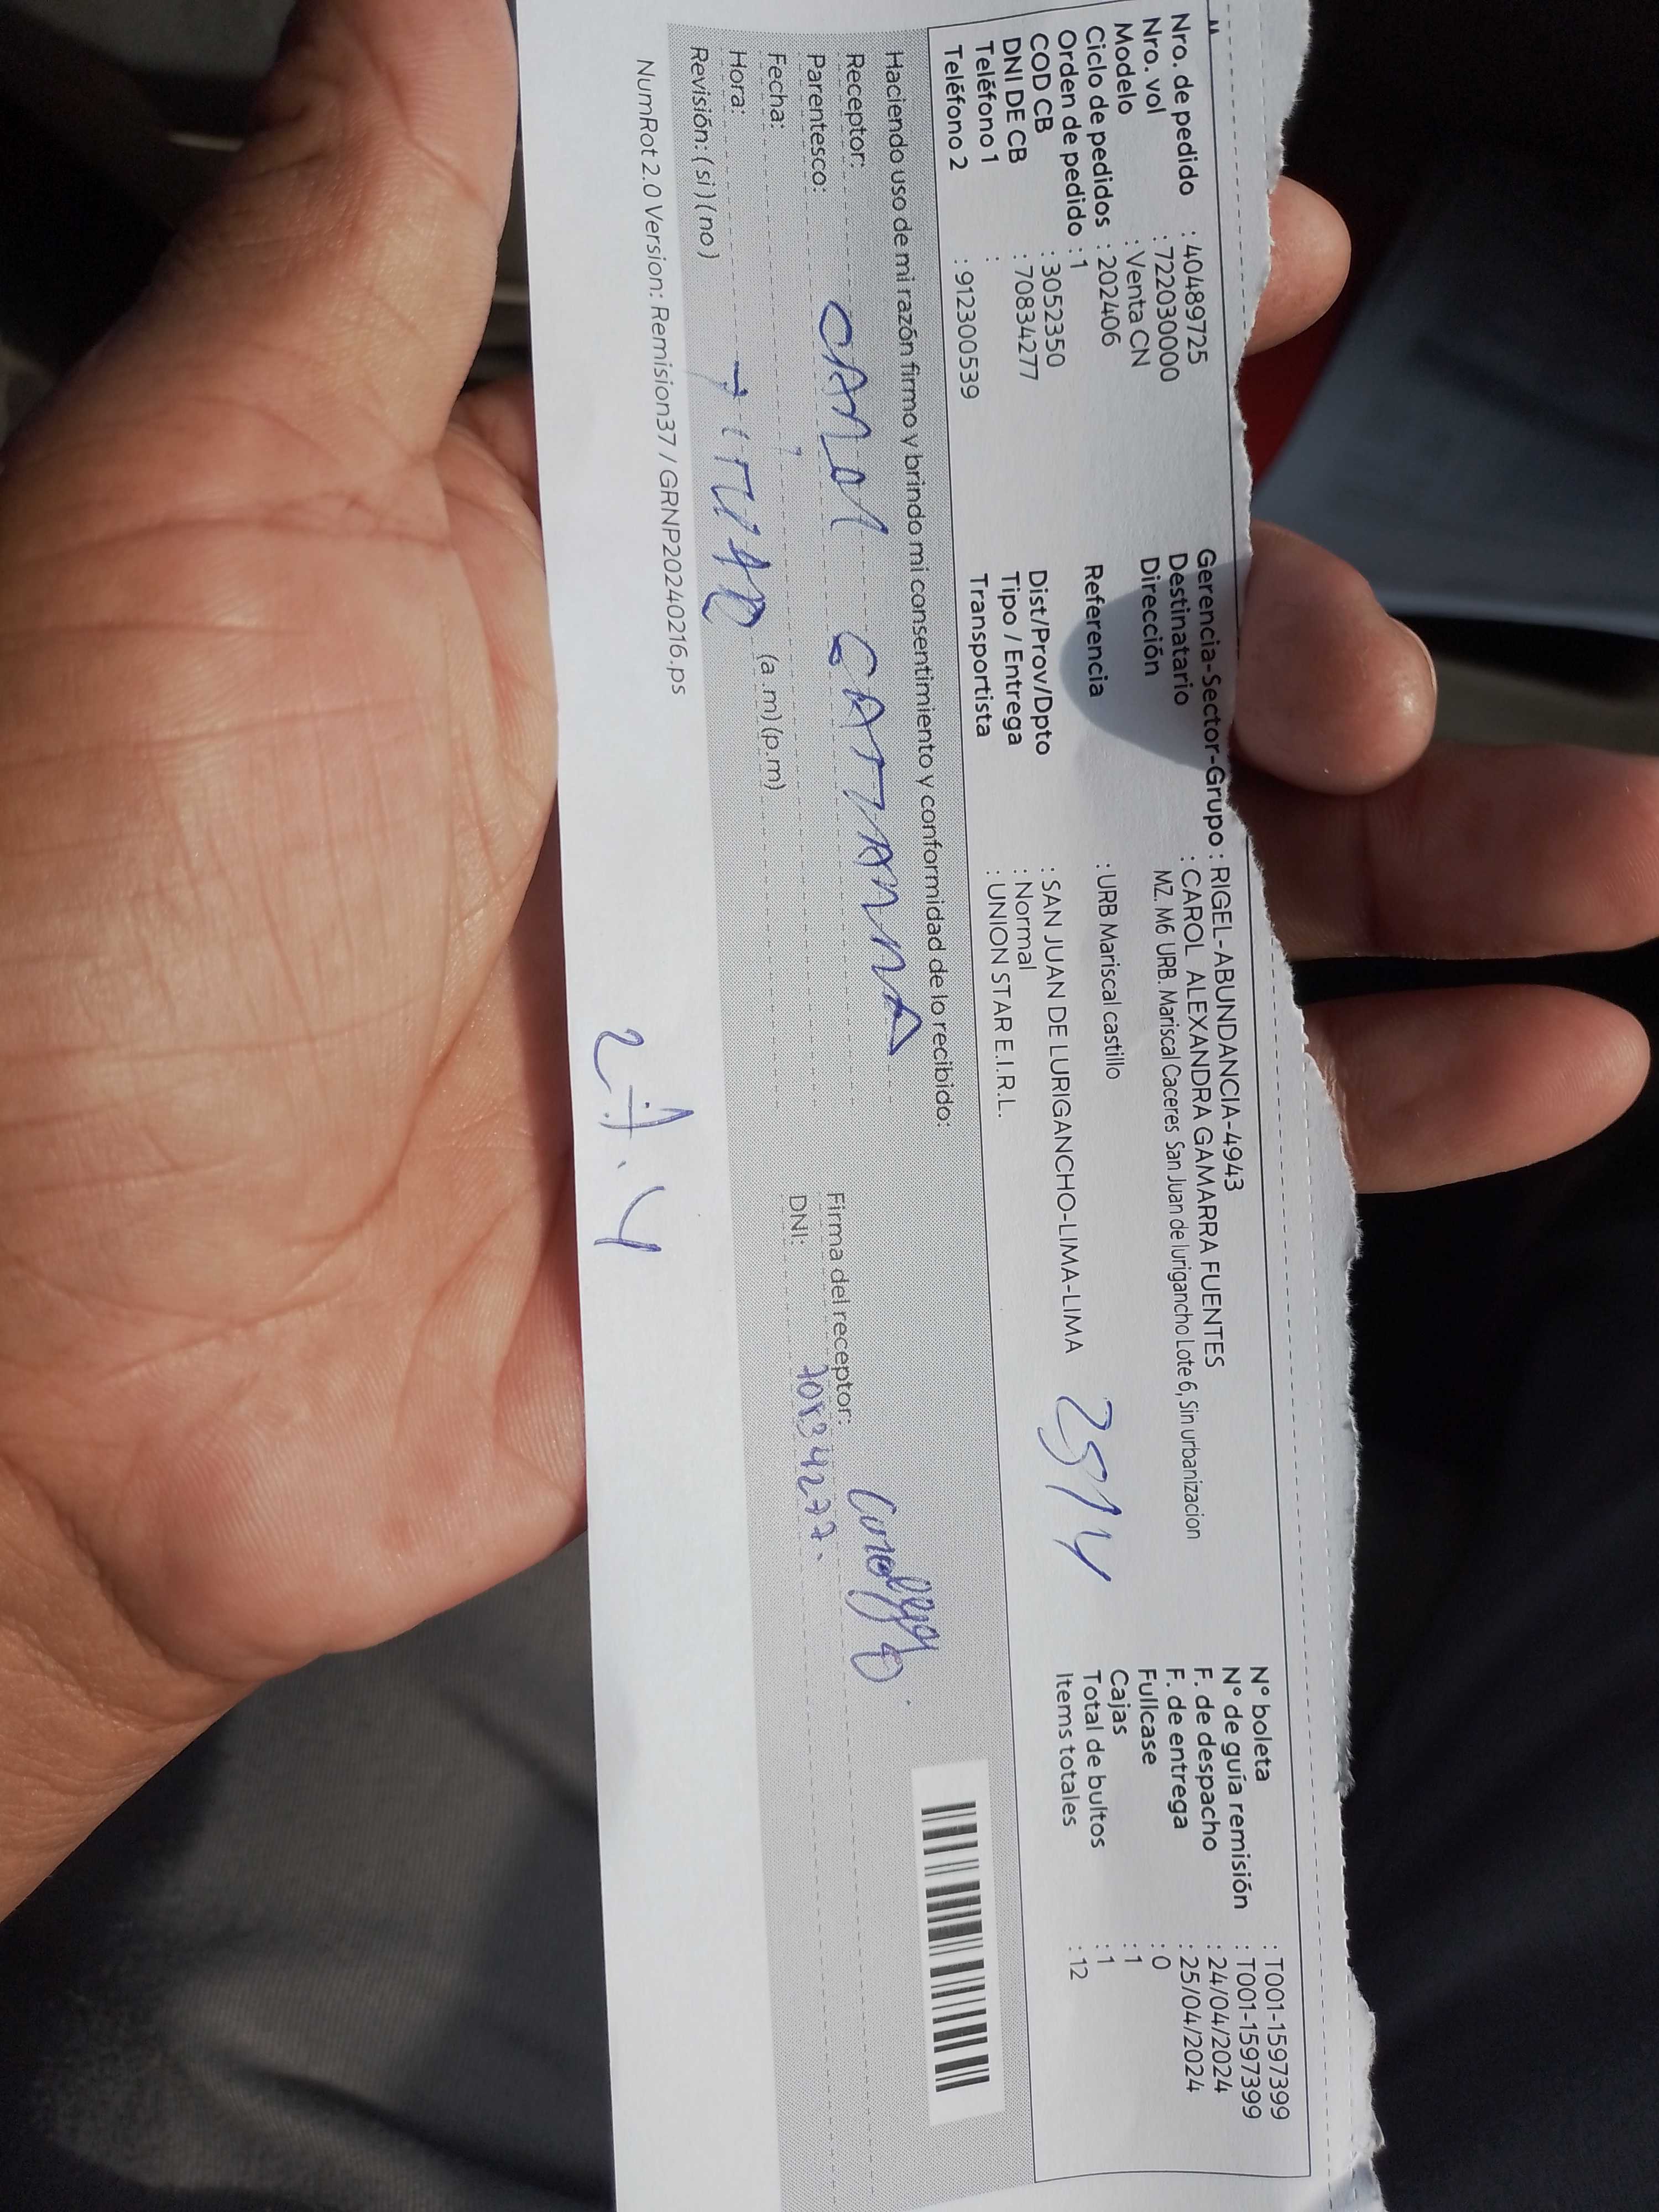 Nro. de pedido : 40489725
Nro. vol : 722030000
Modelo : Venta CN
Ciclo de pedidos : 202406
Orden de pedido : 1
COD CB : 3052350
DNI DE CB : 70834277
Teléfono 1 :
Teléfono 2 : 912300539
Gerencia-Sector-Grupo : RIGEL-ABUNDANCIA-4943
Destinatario : CAROL ALEXANDRA GAMARRA FUENTES
Dirección MZ. M6 URB. Mariscal Caceres San Juan de lurigancho Lote 6, Sin urbanizacion
Referencia : URB Mariscal castillo
Dist/Prov/Dpto : SAN JUAN DE LURIGANCHO-LIMA-LIMA
Tipo / Entrega : Normal
Transportista : UNION STAR E.I.R.L.
N° boleta : T001-1597399
N° de guía remisión : T001-1597399
F. de despacho : 24/04/2024
F. de entrega : 25/04/2024
Fullcase : 0
Cajas : 1
Total de bultos : 1
Items totales : 12
Haciendo uso de mi razón firmo y brindo mi consentimiento y conformidad de lo recibido:
Receptor:
Parentesco:
Fecha:
Hora: (a.m) (p.m)
Revisión: (si) (no)
Firma del receptor:
DNI: 70834277.
27.4
NumRot 2.0 Version: Remision37 / GRNP20240216.ps